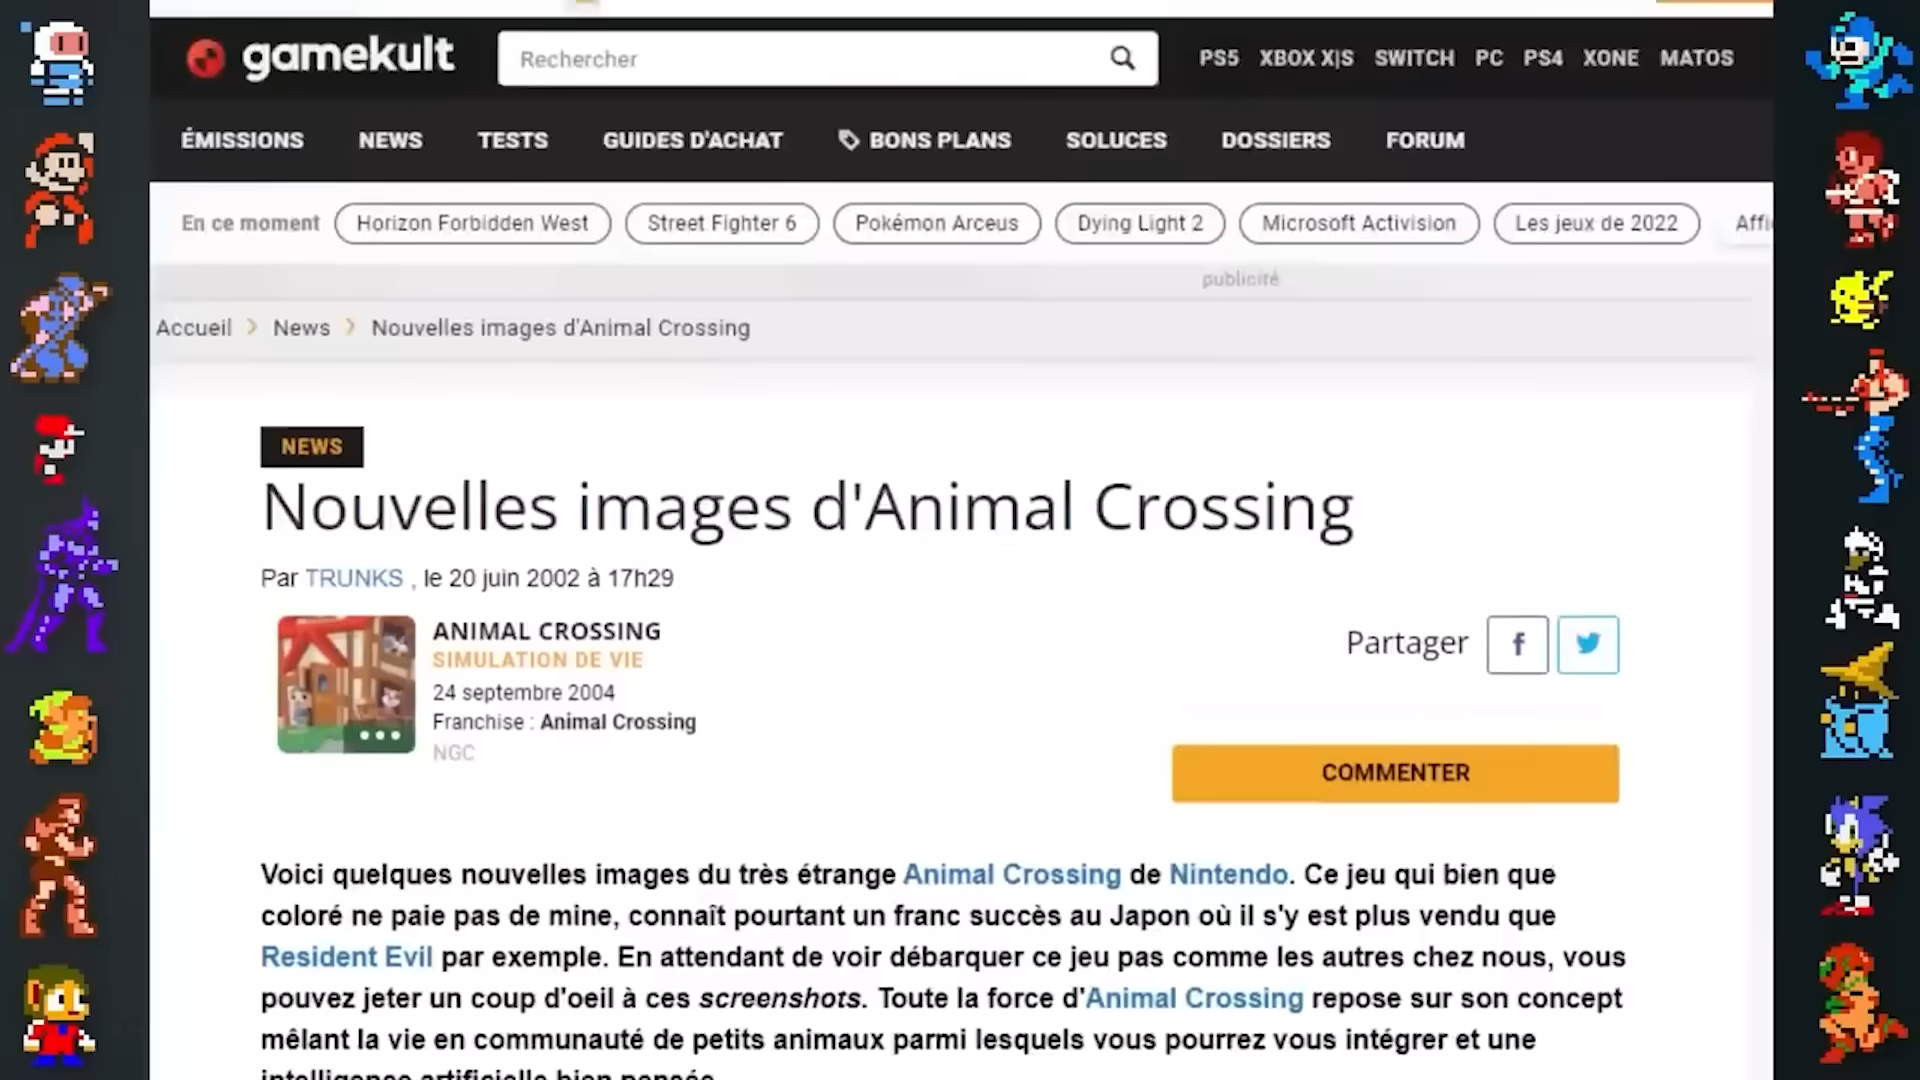 gamekult
Rechercher
PS5 XBOX X|S SWITCH PC PS4 XONE MATOS
ÉMISSIONS NEWS TESTS GUIDES D'ACHAT BONS PLANS SOLUCES DOSSIERS FORUM
En ce moment Horizon Forbidden West Street Fighter 6 Pokémon Arceus Dying Light 2 Microsoft Activision Les jeux de 2022
publicité
Accueil > News > Nouvelles images d'Animal Crossing
NEWS
Nouvelles images d'Animal Crossing
Par TRUNKS , le 20 juin 2002 à 17h29
ANIMAL CROSSING
SIMULATION DE VIE
24 septembre 2004
Franchise : Animal Crossing
NGC
Partager f
COMMENTER
Voici quelques nouvelles images du très étrange Animal Crossing de Nintendo. Ce jeu qui bien que
coloré ne paie pas de mine, connaît pourtant un franc succès au Japon où il s'y est plus vendu que
Resident Evil par exemple. En attendant de voir débarquer ce jeu pas comme les autres chez nous, vous
pouvez jeter un coup d'oeil à ces screenshots. Toute la force d'Animal Crossing repose sur son concept
mêlant la vie en communauté de petits animaux parmi lesquels vous pourrez vous intégrer et une
intelligence artificielle bien pensée.